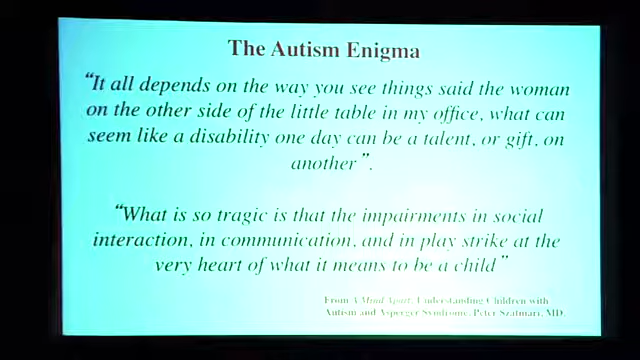 The Autism Enigma
“It all depends on the way you see things said the woman
on the other side of the little table in my office, what can
seem like a disability one day can be a talent, or gift, on
another”.
“What is so tragic is that the impairments in social
interaction, in communication, and in play strike at the
very heart of what it means to be a child”
From A Mind Apart: Understanding Children with
Autism and Asperger Syndrome, Peter Szatmari, MD.